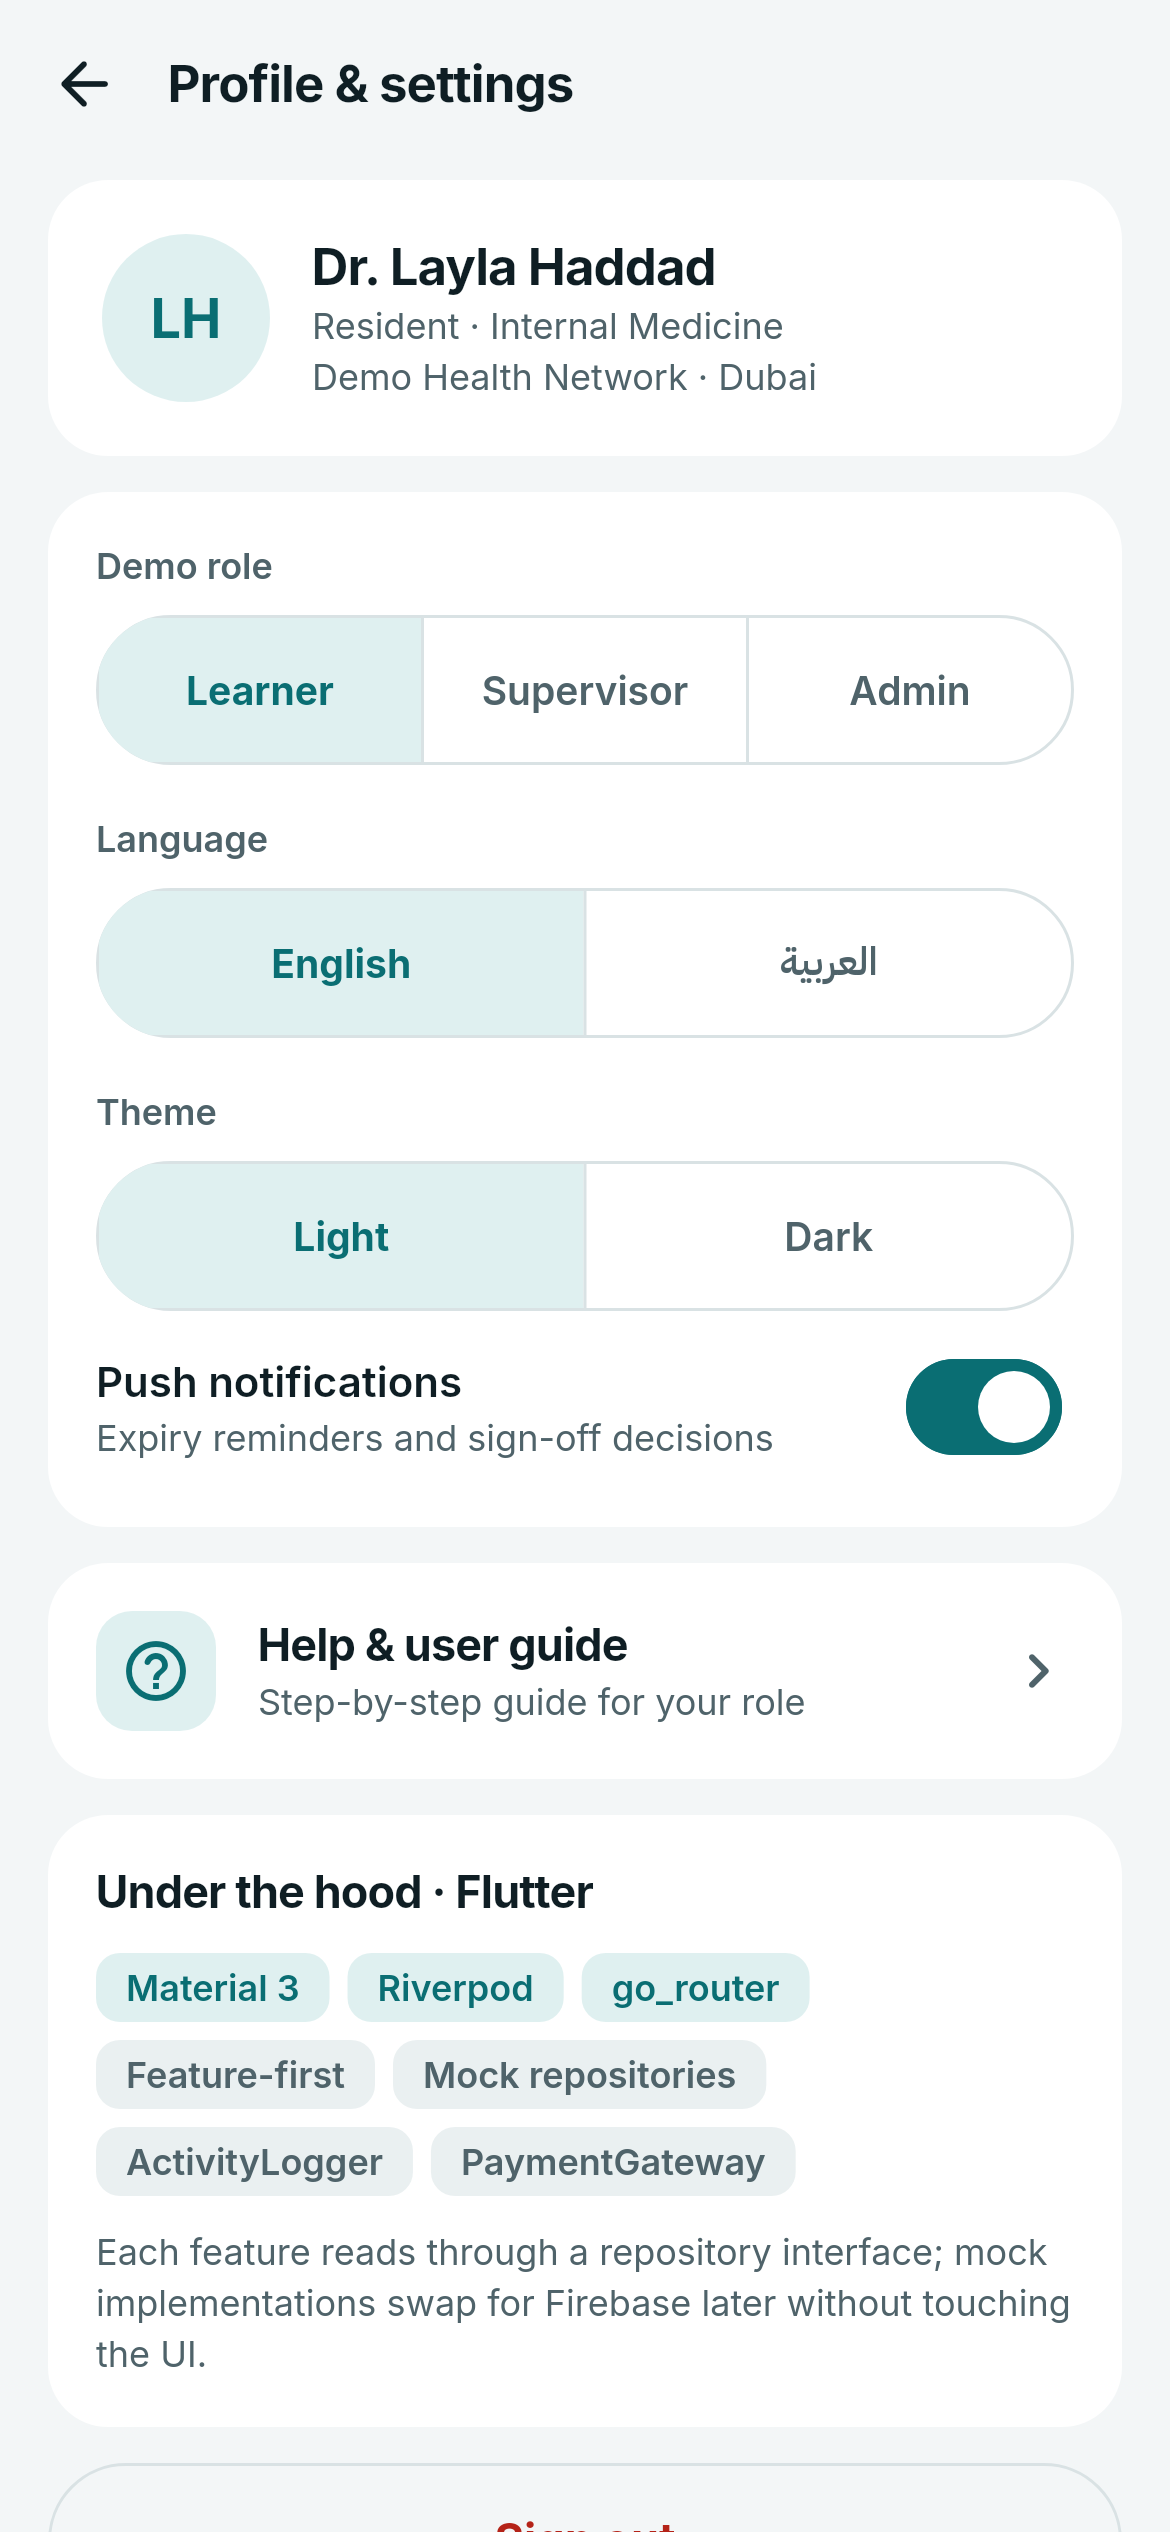 Profile & settings
LH
Dr. Layla Haddad
Resident · Internal Medicine
Demo Health Network · Dubai
Demo role
Learner
Supervisor
Admin
Language
English
العربية
Theme
Light
Dark
Push notifications
Expiry reminders and sign-off decisions
Help & user guide
Step-by-step guide for your role
Under the hood · Flutter
Material 3
Riverpod
go_router
Feature-first
Mock repositories
ActivityLogger
PaymentGateway
Each feature reads through a repository interface; mock
implementations swap for Firebase later without touching
the UI.
Sign out